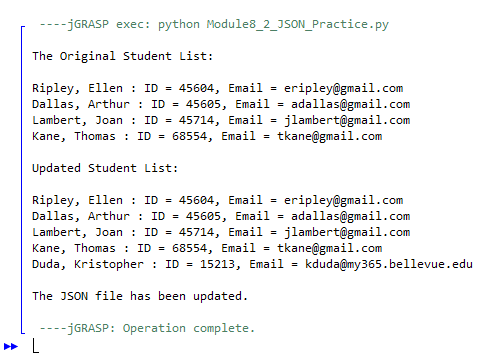 ----jGRASP exec: python Module8_2_JSON_Practice.py
The Original Student List:
Ripley, Ellen : ID = 45604, Email = eripley@gmail.com
Dallas, Arthur : ID = 45605, Email = adallas@gmail.com
Lambert, Joan : ID = 45714, Email = jlambert@gmail.com
Kane, Thomas : ID = 68554, Email = tkane@gmail.com
Updated Student List:
Ripley, Ellen : ID = 45604, Email = eripley@gmail.com
Dallas, Arthur : ID = 45605, Email = adallas@gmail.com
Lambert, Joan : ID = 45714, Email = jlambert@gmail.com
Kane, Thomas : ID = 68554, Email = tkane@gmail.com
Duda, Kristopher : ID = 15213, Email = kduda@my365.bellevue.edu
The JSON file has been updated.
----jGRASP: Operation complete.